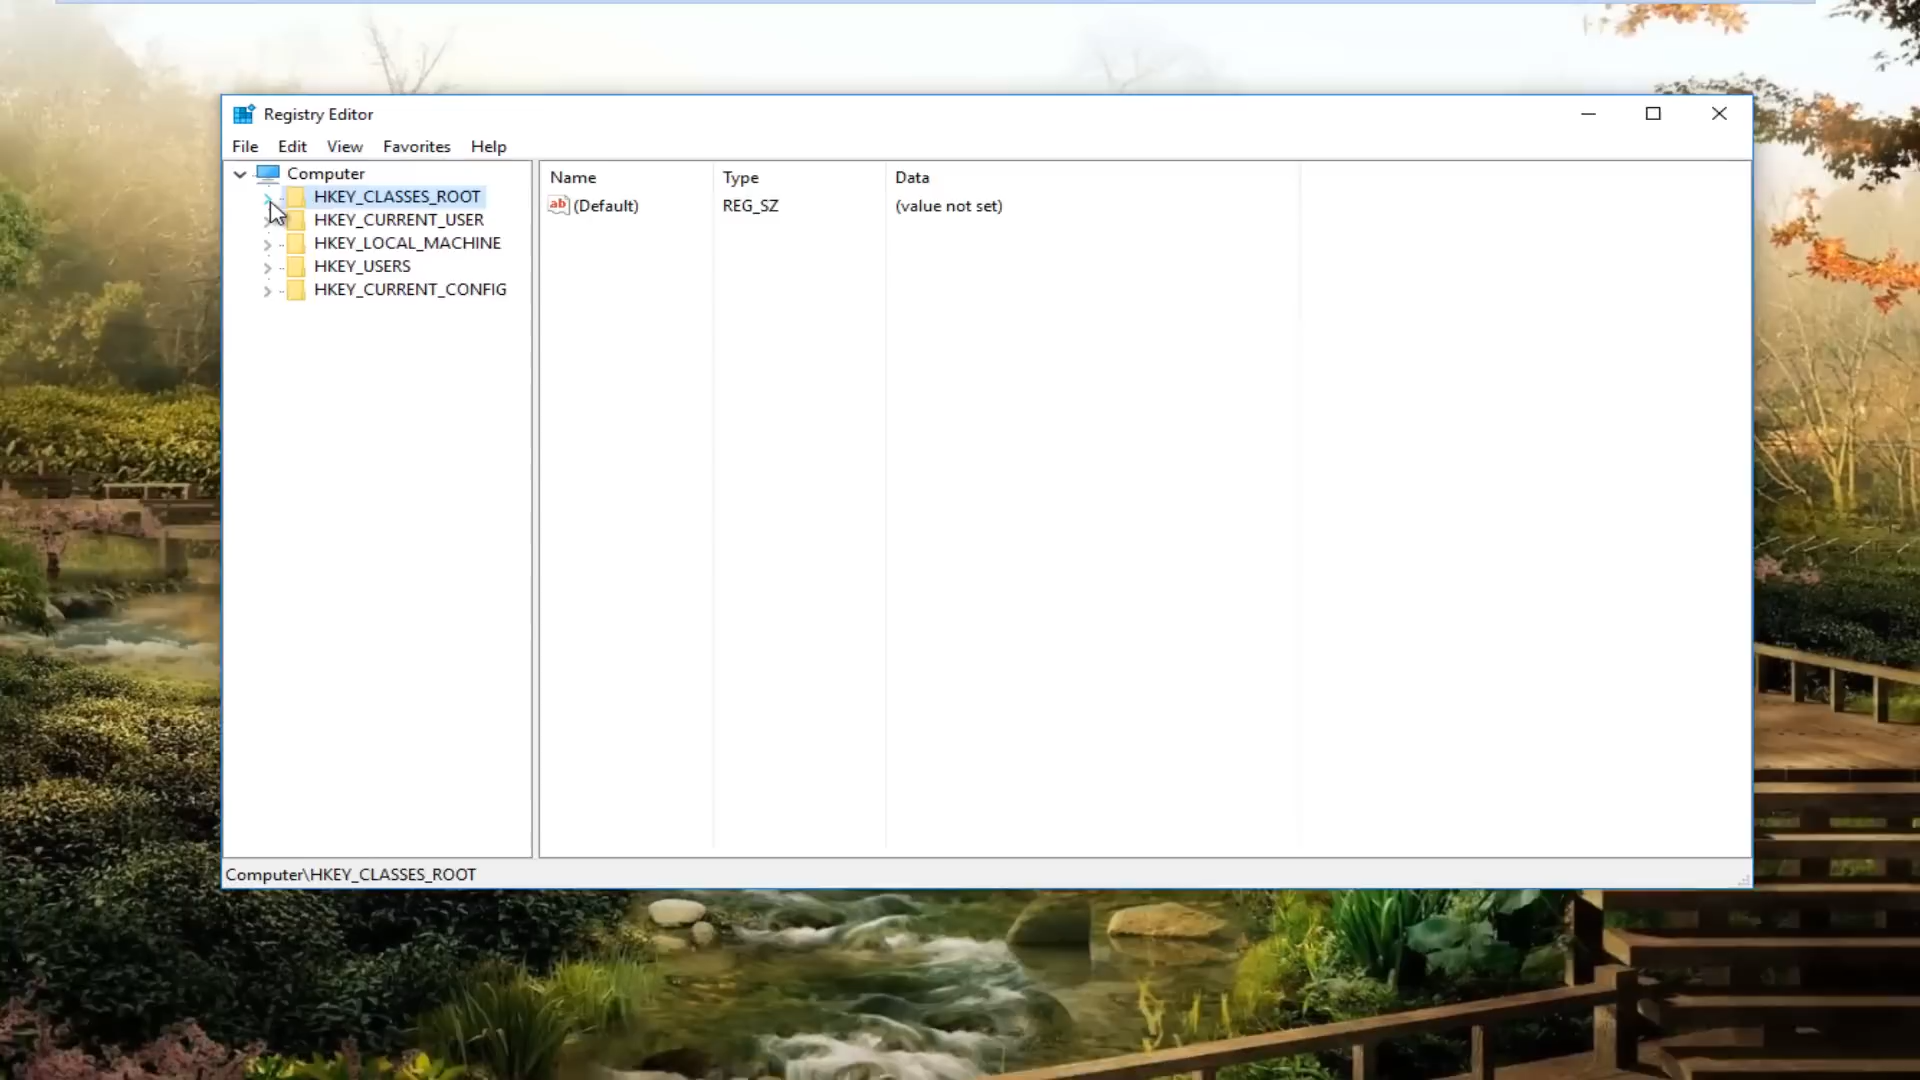 Registry Editor
File Edit View Favorites Help
Computer
HKEY_CLASSES_ROOT
HKEY_CURRENT_USER
HKEY_LOCAL_MACHINE
HKEY_USERS
HKEY_CURRENT_CONFIG
Name Type Data
ab (Default) REG_SZ (value not set)
Computer\HKEY_CLASSES_ROOT